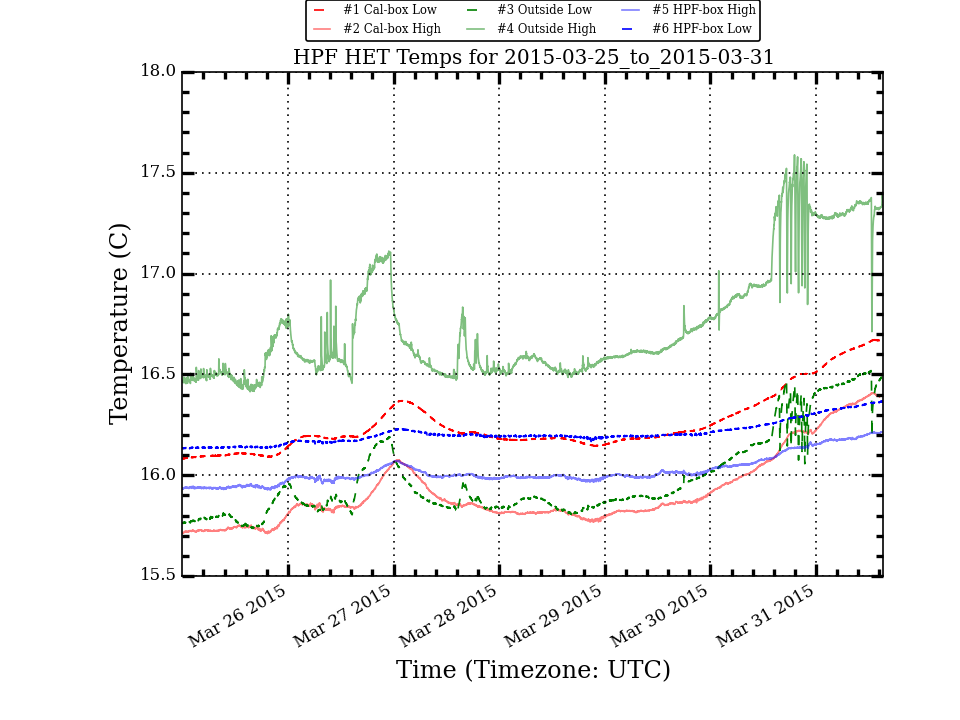 #1 Cal-box Low #3 Outside Low #5 HPF-box High
#2 Cal-box High #4 Outside High #6 HPF-box Low
HPF HET Temps for 2015-03-25_to_2015-03-31
18.0
17.5
17.0
16.5
16.0
15.5
Temperature (C)
Mar 26 2015 Mar 27 2015 Mar 28 2015 Mar 29 2015 Mar 30 2015 Mar 31 2015
Time (Timezone: UTC)